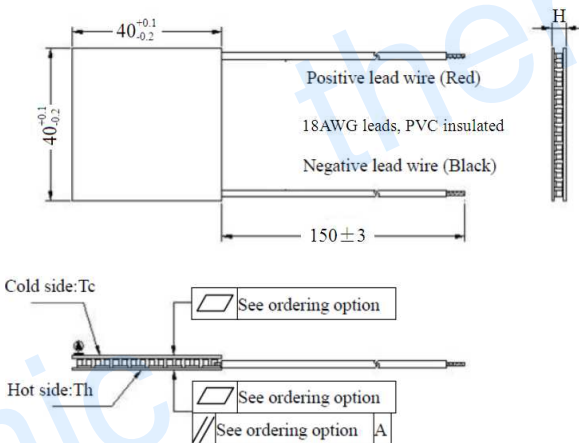 40+0.1-0.2
H
Positive lead wire (Red)
40+0.1-0.2
18AWG leads, PVC insulated
Negative lead wire (Black)
150±3
Cold side:Tc
See ordering option
A
Hot side:Th
See ordering option
See ordering option A